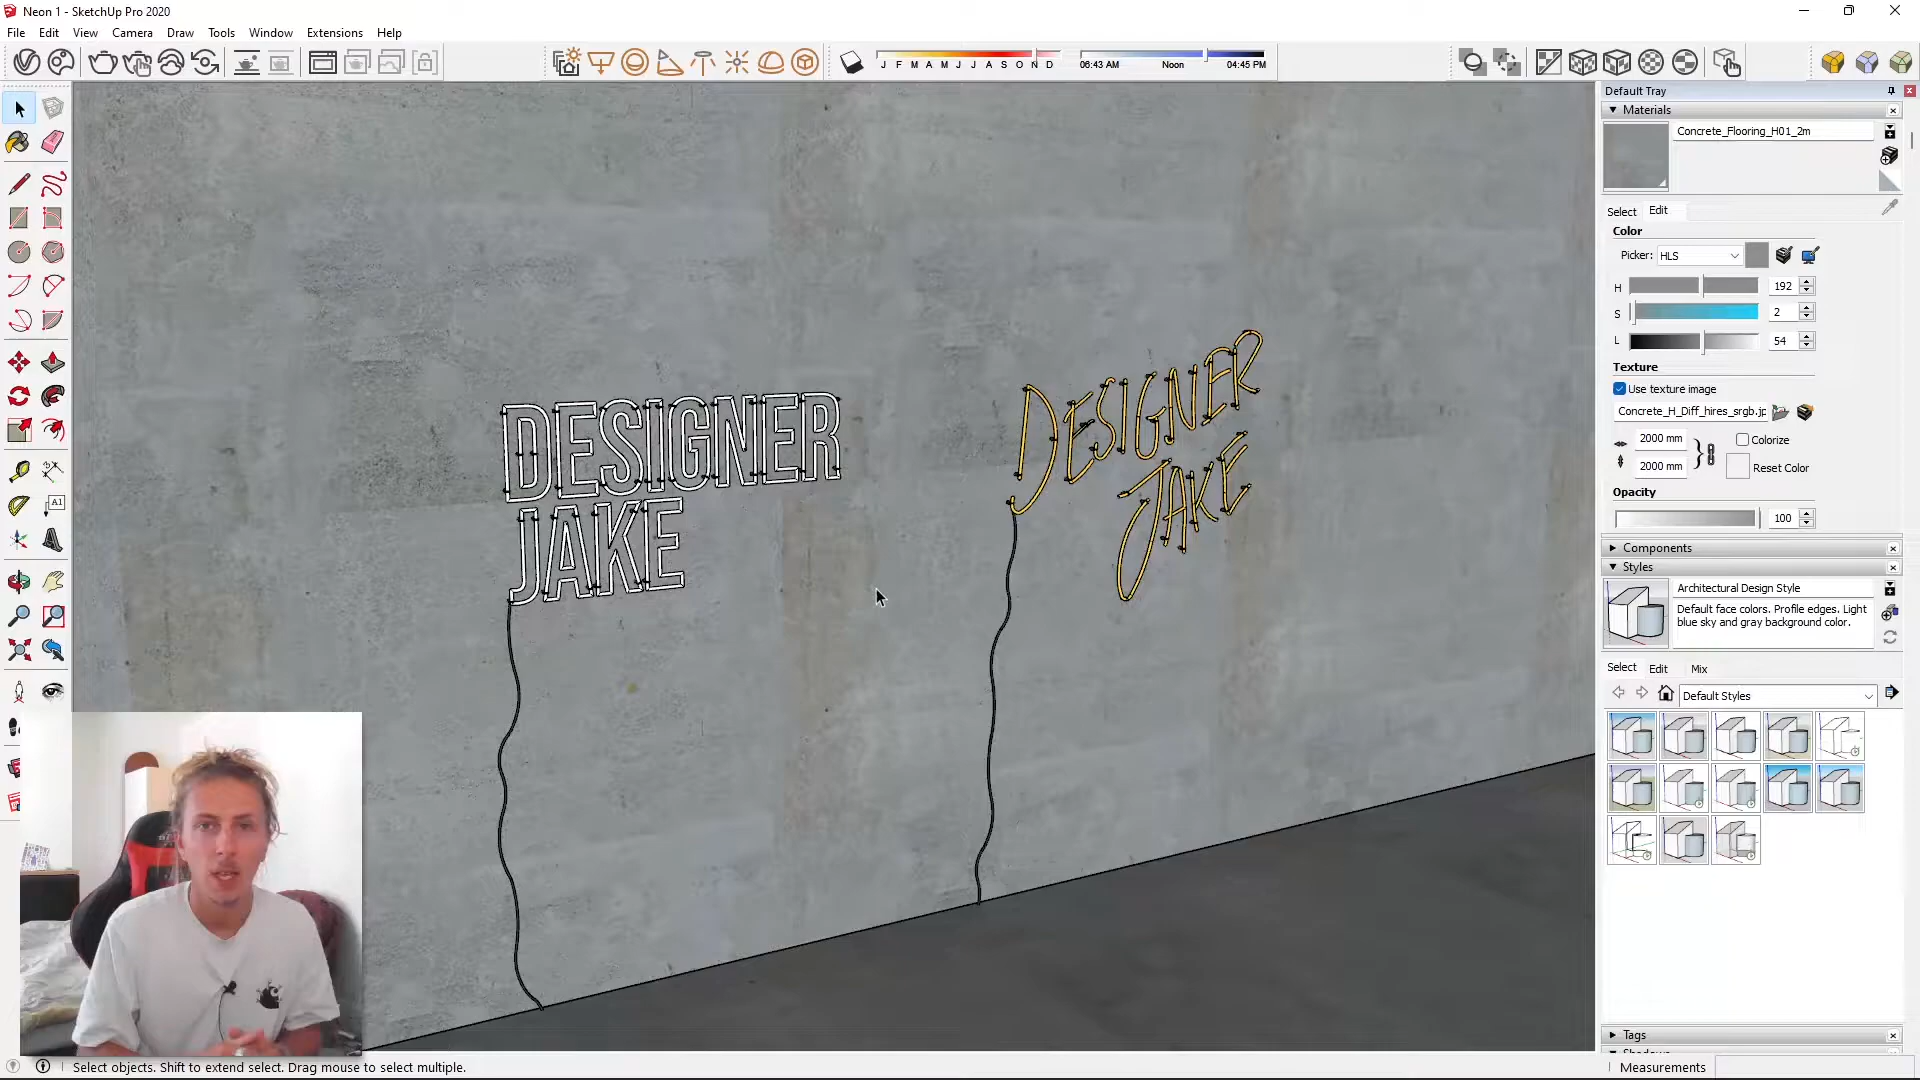 Neon 1 - SketchUp Pro 2020
File Edit View Camera Draw Tools Window Extensions Help
J F M A M J J A S O N D
06:43 AM Noon 04:45 PM
Default Tray
Materials
Concrete_Flooring_H01_2m
Select Edit
Color
Picker: HLS
H 192
S 2
L 54
Texture
Use texture image
Concrete_H_Diff_hires_srgb.jp
2000 mm Colorize
2000 mm Reset Color
Opacity
100
Components
Styles
Architectural Design Style
Default face colors. Profile edges. Light
blue sky and gray background color.
Select Edit Mix
Default Styles
Tags
A1
DESIGNER
JAKE
DESIGNER
JAKE
Select objects. Shift to extend select. Drag mouse to select multiple.
Measurements